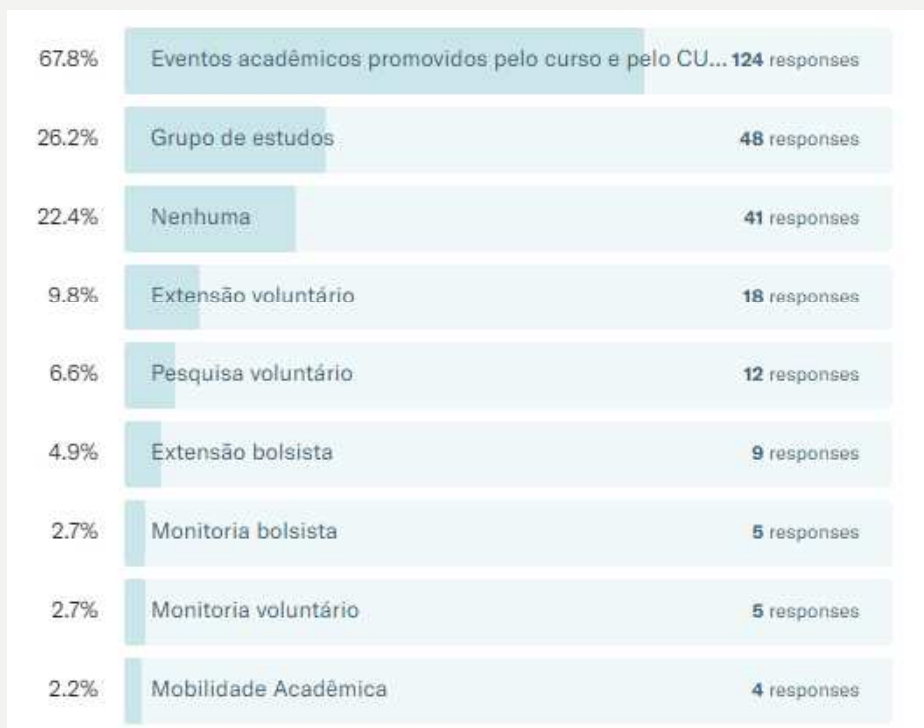 67.8% Eventos acadêmicos promovidos pelo curso e pelo CU... 124 responses
26.2% Grupo de estudos 48 responses
22.4% Nenhuma 41 responses
9.8% Extensão voluntário 18 responses
6.6% Pesquisa voluntário 12 responses
4.9% Extensão bolsista 9 responses
2.7% Monitoria bolsista 5 responses
2.7% Monitoria voluntário 5 responses
2.2% Mobilidade Acadêmica 4 responses